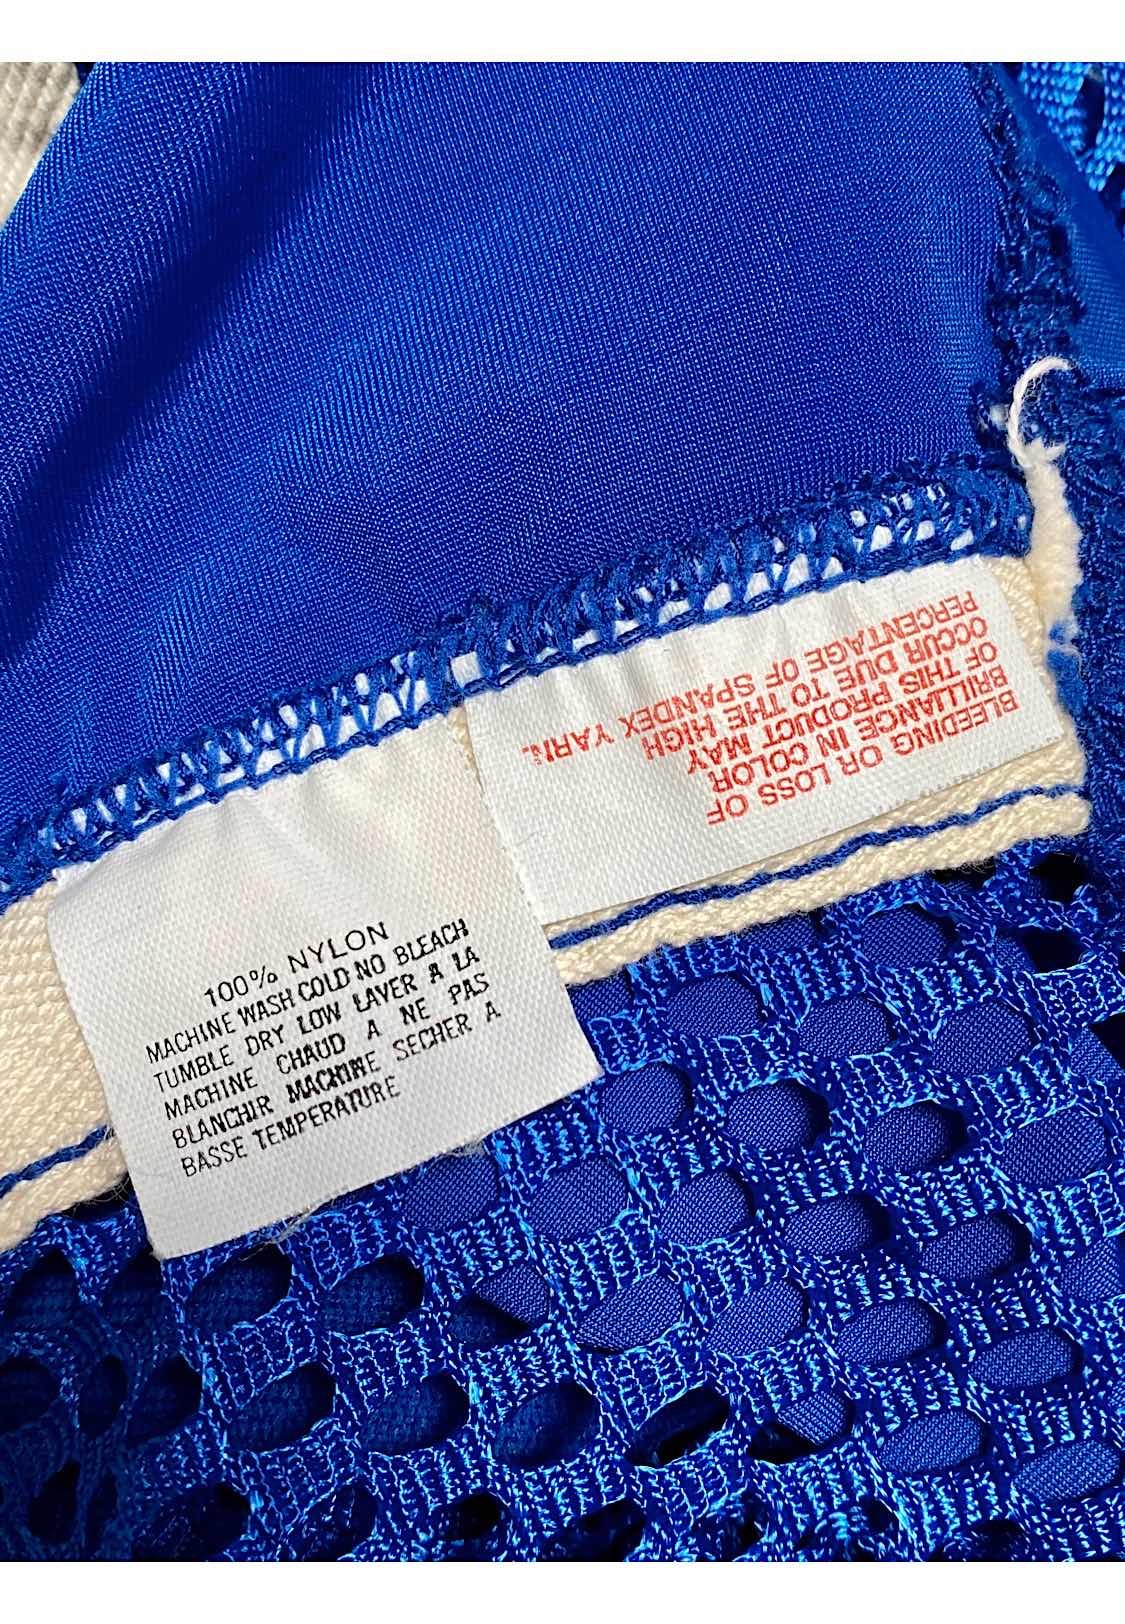 100% NYLON
MACHINE WASH COLD NO BLEACH
TUMBLE DRY LOW LAVER A LA
MACHINE CHAUD A NE PAS
BLANCHIR MACHINE SECHER A
BASSE TEMPERATURE
BLEEDING OR LOSS OF
BRILLIANCE IN COLOR
OF THIS PRODUCT MAY
OCCUR DUE TO THE HIGH
PERCENTAGE OF SPANDEX YARN.